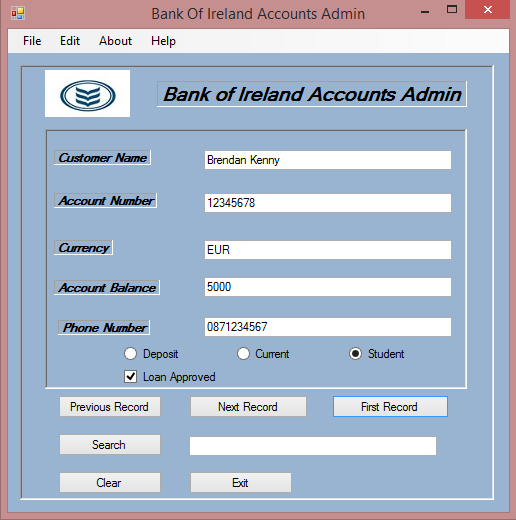 Bank Of Ireland Accounts Admin
File Edit About Help
Bank of Ireland Accounts Admin
Customer Name Brendan Kenny
Account Number 12345678
Currency EUR
Account Balance 5000
Phone Number 0871234567
Deposit Current Student
Loan Approved
Previous Record Next Record First Record
Search
Clear Exit